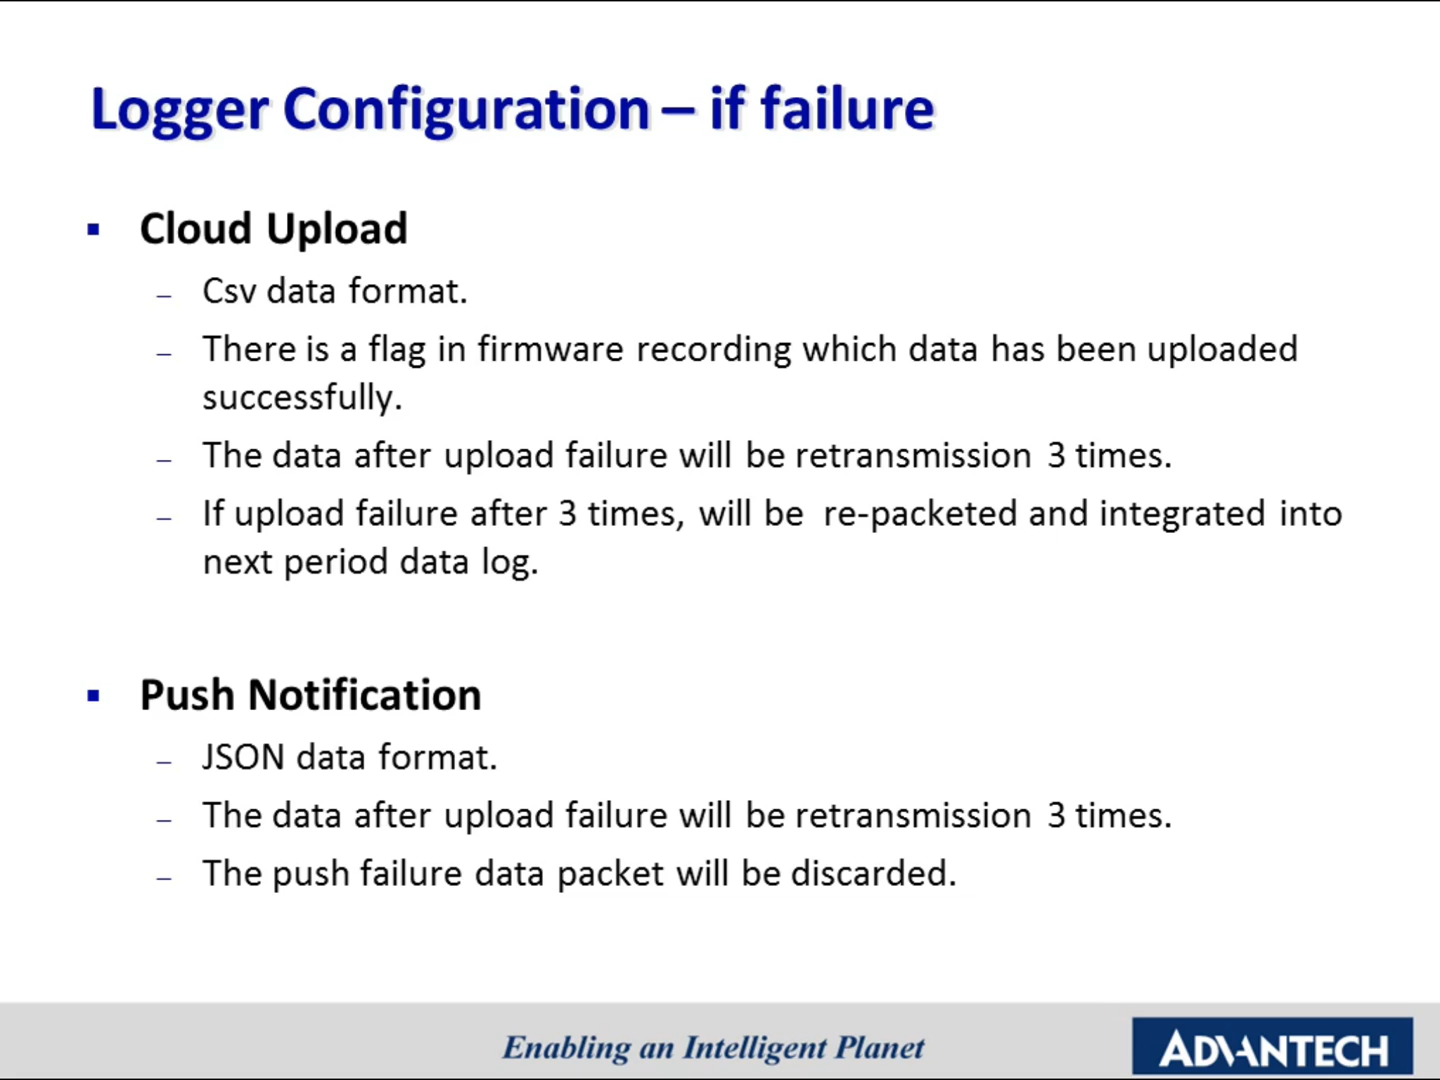 Logger Configuration – if failure
▪ Cloud Upload
– Csv data format.
– There is a flag in firmware recording which data has been uploaded
successfully.
– The data after upload failure will be retransmission 3 times.
– If upload failure after 3 times, will be re-packeted and integrated into
next period data log.
▪ Push Notification
– JSON data format.
– The data after upload failure will be retransmission 3 times.
– The push failure data packet will be discarded.
Enabling an Intelligent Planet
ADVANTECH